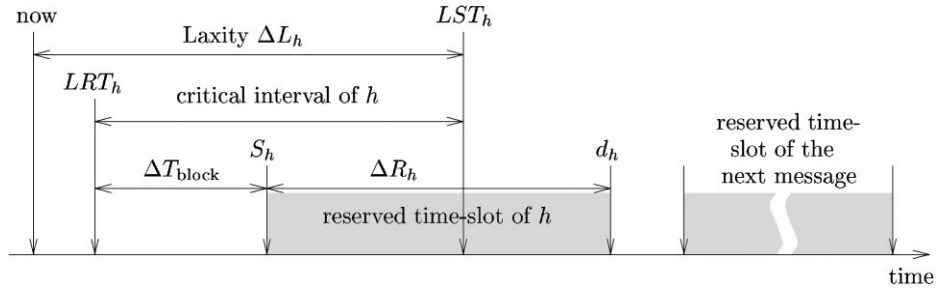 now
LST_h
Laxity ΔL_h
LRT_h
critical interval of h
S_h
d_h
reserved time-
slot of the
next message
ΔT_block
ΔR_h
reserved time-slot of h
time